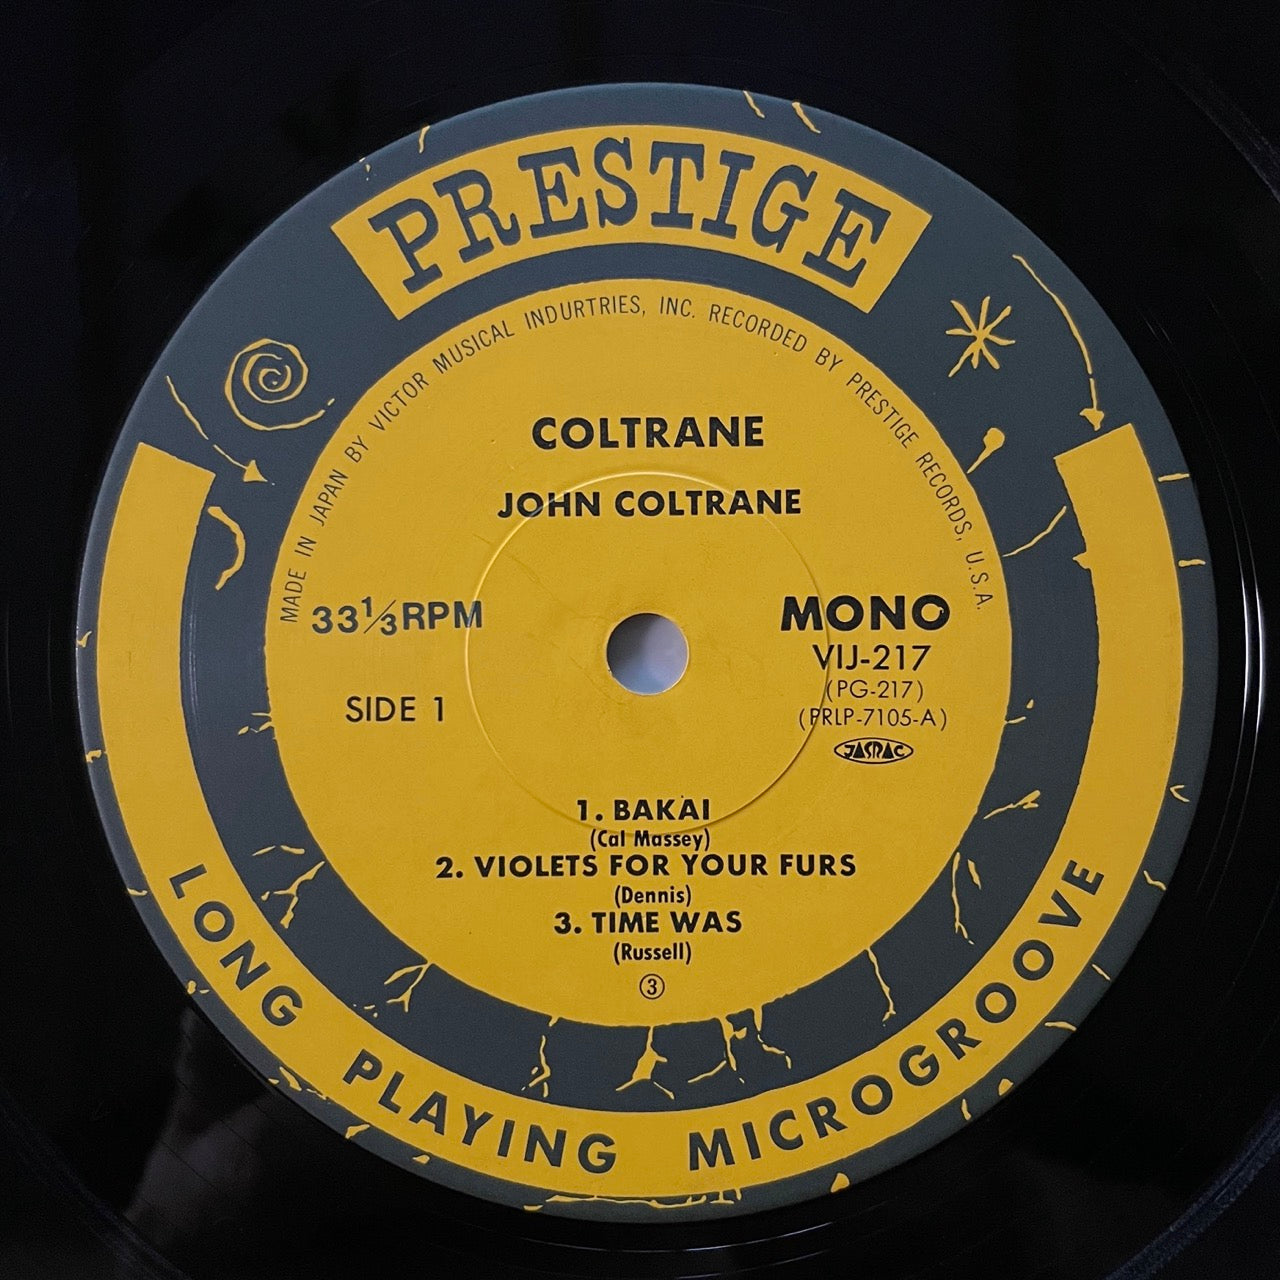 PRESTIGE
MADE IN JAPAN BY VICTOR MUSICAL INDURTRIES, INC. RECORDED BY PRESTIGE RECORDS, U.S.A.
COLTRANE
JOHN COLTRANE
33⅓RPM
SIDE 1
MONO
VIJ-217
(PG-217)
(PRLP-7105-A)
JASRAC
1. BAKAI
(Cal Massey)
2. VIOLETS FOR YOUR FURS
(Dennis)
3. TIME WAS
(Russell)
③
LONG PLAYING MICROGROOVE